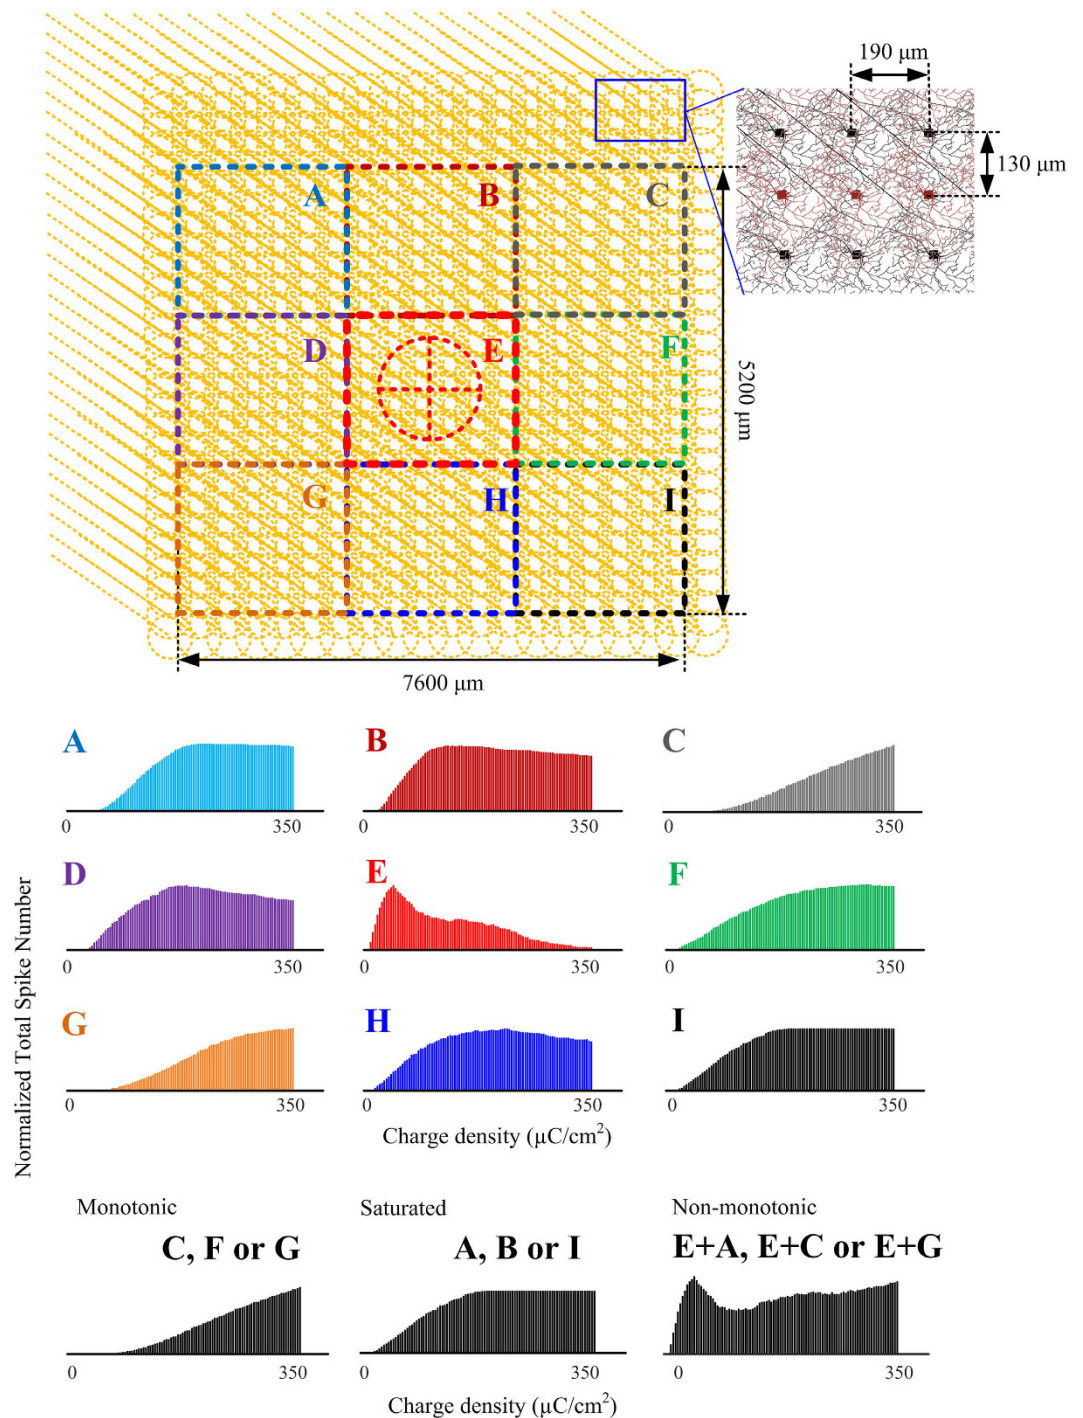 190 μm
130 μm
A B C
D E F
5200 μm
G H I
7600 μm
A B C
0 350 0 350 0 350
D E F
0 350 0 350 0 350
G H I
0 350 0 350 0 350
Normalized Total Spike Number
Charge density (μC/cm²)
Monotonic Saturated Non-monotonic
C, F or G A, B or I E+A, E+C or E+G
0 350 0 350 0 350
Charge density (μC/cm²)